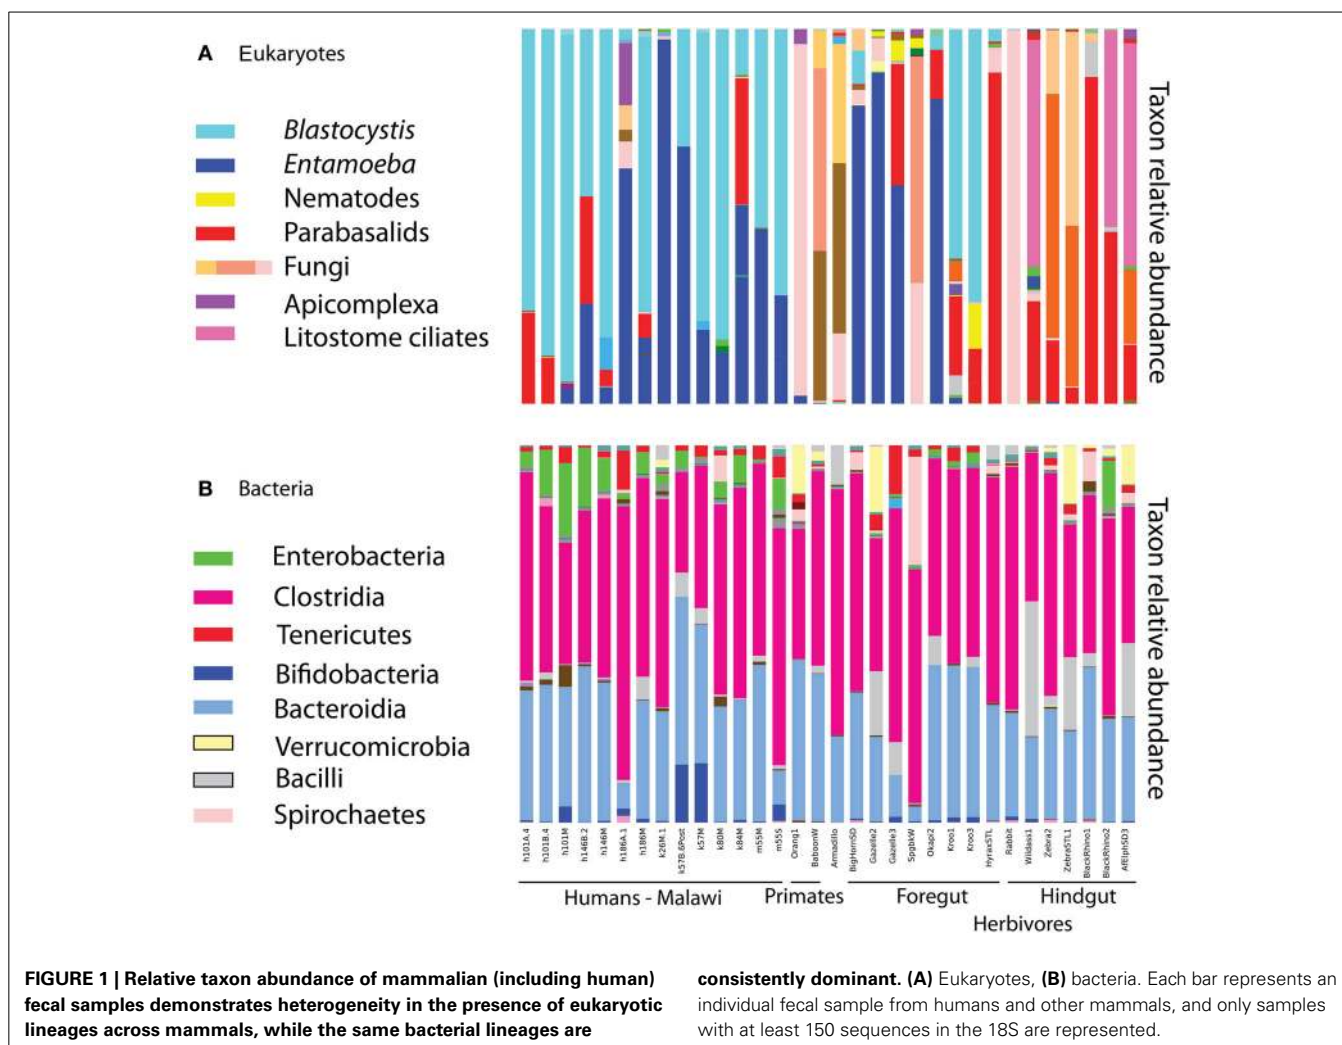 A Eukaryotes
Blastocystis
Entamoeba
Nematodes
Parabasalids
Fungi
Apicomplexa
Litostome ciliates
Taxon relative abundance
B Bacteria
Enterobacteria
Clostridia
Tenericutes
Bifidobacteria
Bacteroidia
Verrucomicrobia
Bacilli
Spirochaetes
Taxon relative abundance
h101A.4
h101B.4
h101M
h146B.2
h146M
h186A.1
h186M
k26M.1
k57B.6Post
k57M
k80M
k84M
m55M
m55S
Orang1
BaboonW
Armadillo
BigHornSD
Gazelle2
Gazelle3
SpgbkW
Okapi2
Kroo1
Kroo3
HyraxSTL
Rabbit
Wildass1
Zebra2
ZebraSTL1
BlackRhino1
BlackRhino2
AfElphSD3
Humans - Malawi
Primates
Foregut
Hindgut
Herbivores
FIGURE 1 | Relative taxon abundance of mammalian (including human)
fecal samples demonstrates heterogeneity in the presence of eukaryotic
lineages across mammals, while the same bacterial lineages are
consistently dominant. (A) Eukaryotes, (B) bacteria. Each bar represents an
individual fecal sample from humans and other mammals, and only samples
with at least 150 sequences in the 18S are represented.